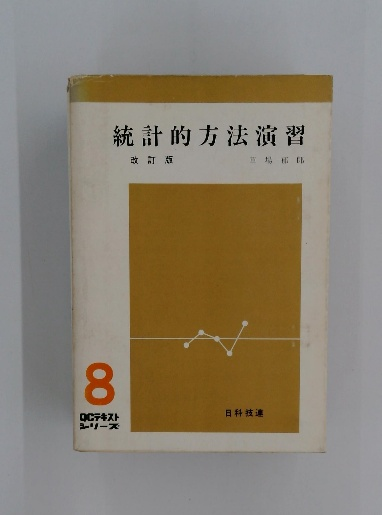 統計的方法演習
改訂版
8
QCテキスト
シリーズ
日科技連